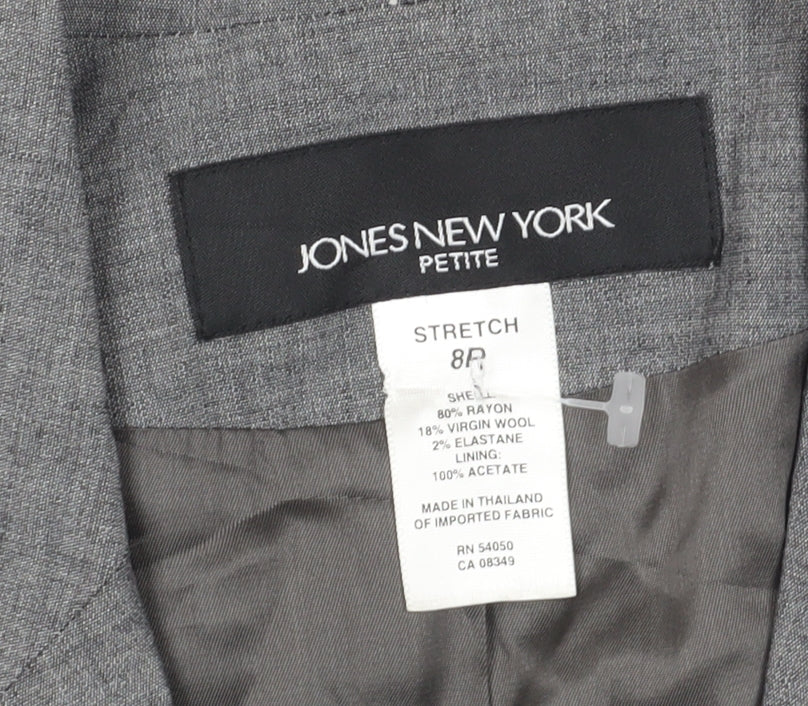 JONES NEW YORK
PETITE
STRETCH
8P
SHELL:
80% RAYON
18% VIRGIN WOOL
2% ELASTANE
LINING:
100% ACETATE
MADE IN THAILAND
OF IMPORTED FABRIC
RN 54050
CA 08349